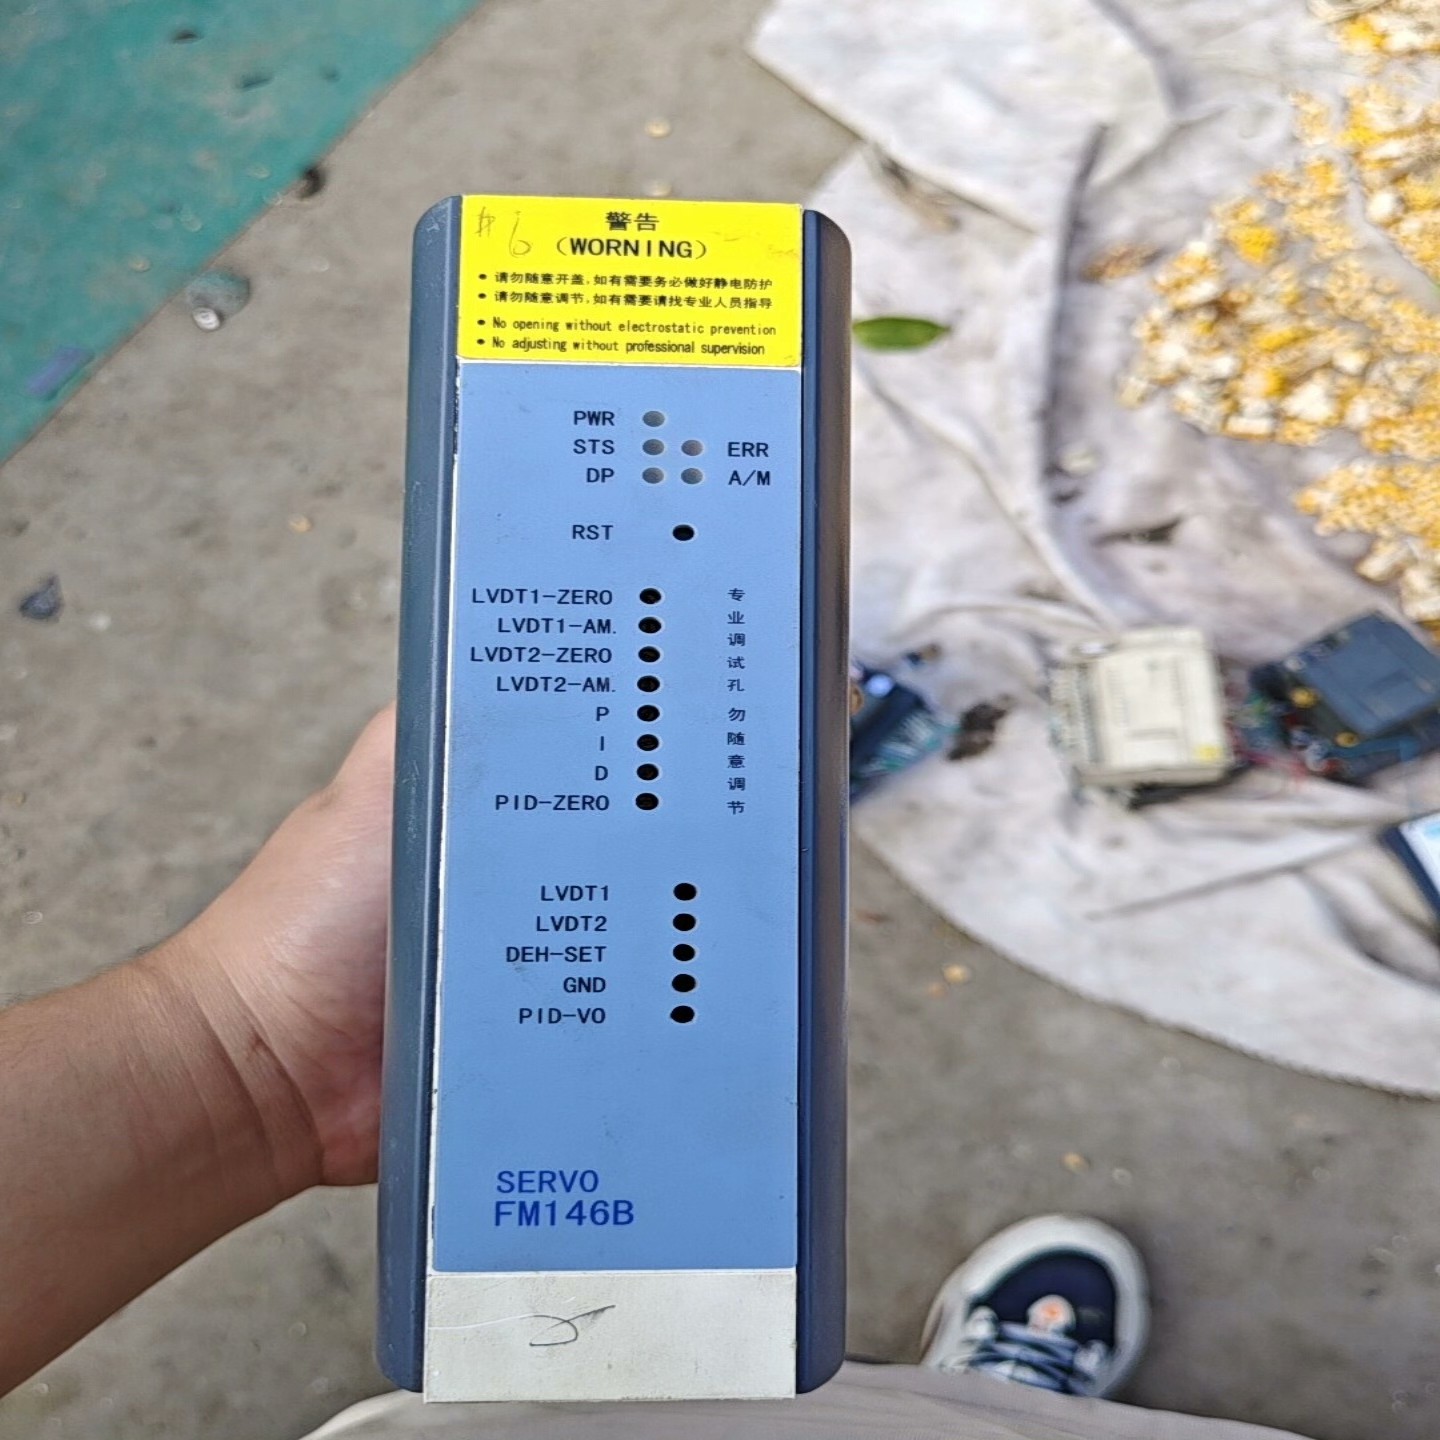 #6
警告
（WORNING）
• 请勿随意开盖,如有需要务必做好静电防护
• 请勿随意调节,如有需要请找专业人员指导
• No opening without electrostatic prevention
• No adjusting without professional supervision
PWR
STS ERR
DP A/M
RST
LVDT1-ZERO
LVDT1-AM.
LVDT2-ZERO
LVDT2-AM.
P
I
D
PID-ZERO
专业调试孔勿随意调节
LVDT1
LVDT2
DEH-SET
GND
PID-VO
SERVO
FM146B